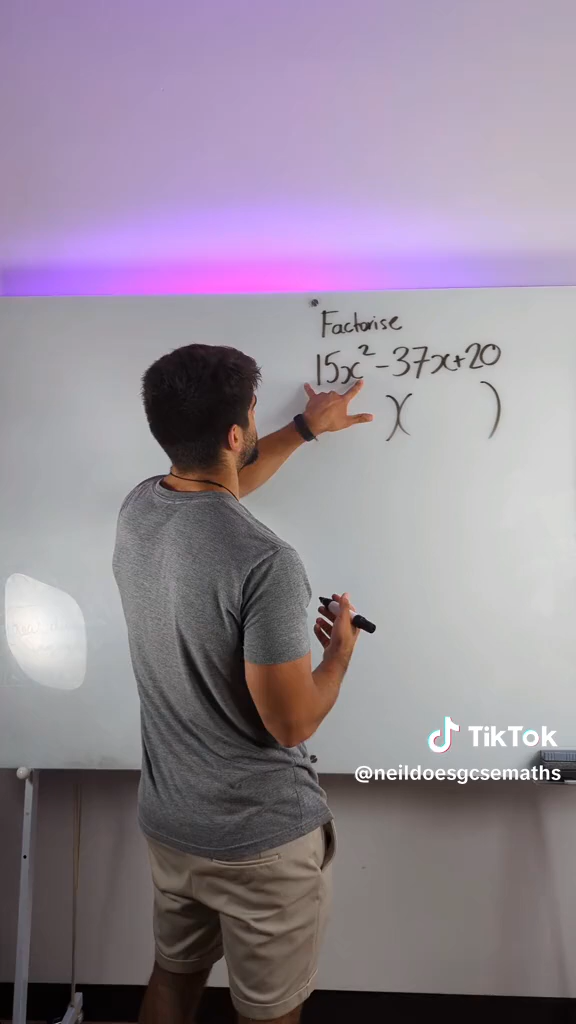 Factorise
15x² - 37x + 20
)( )
TikTok
@neildoesgcsemaths